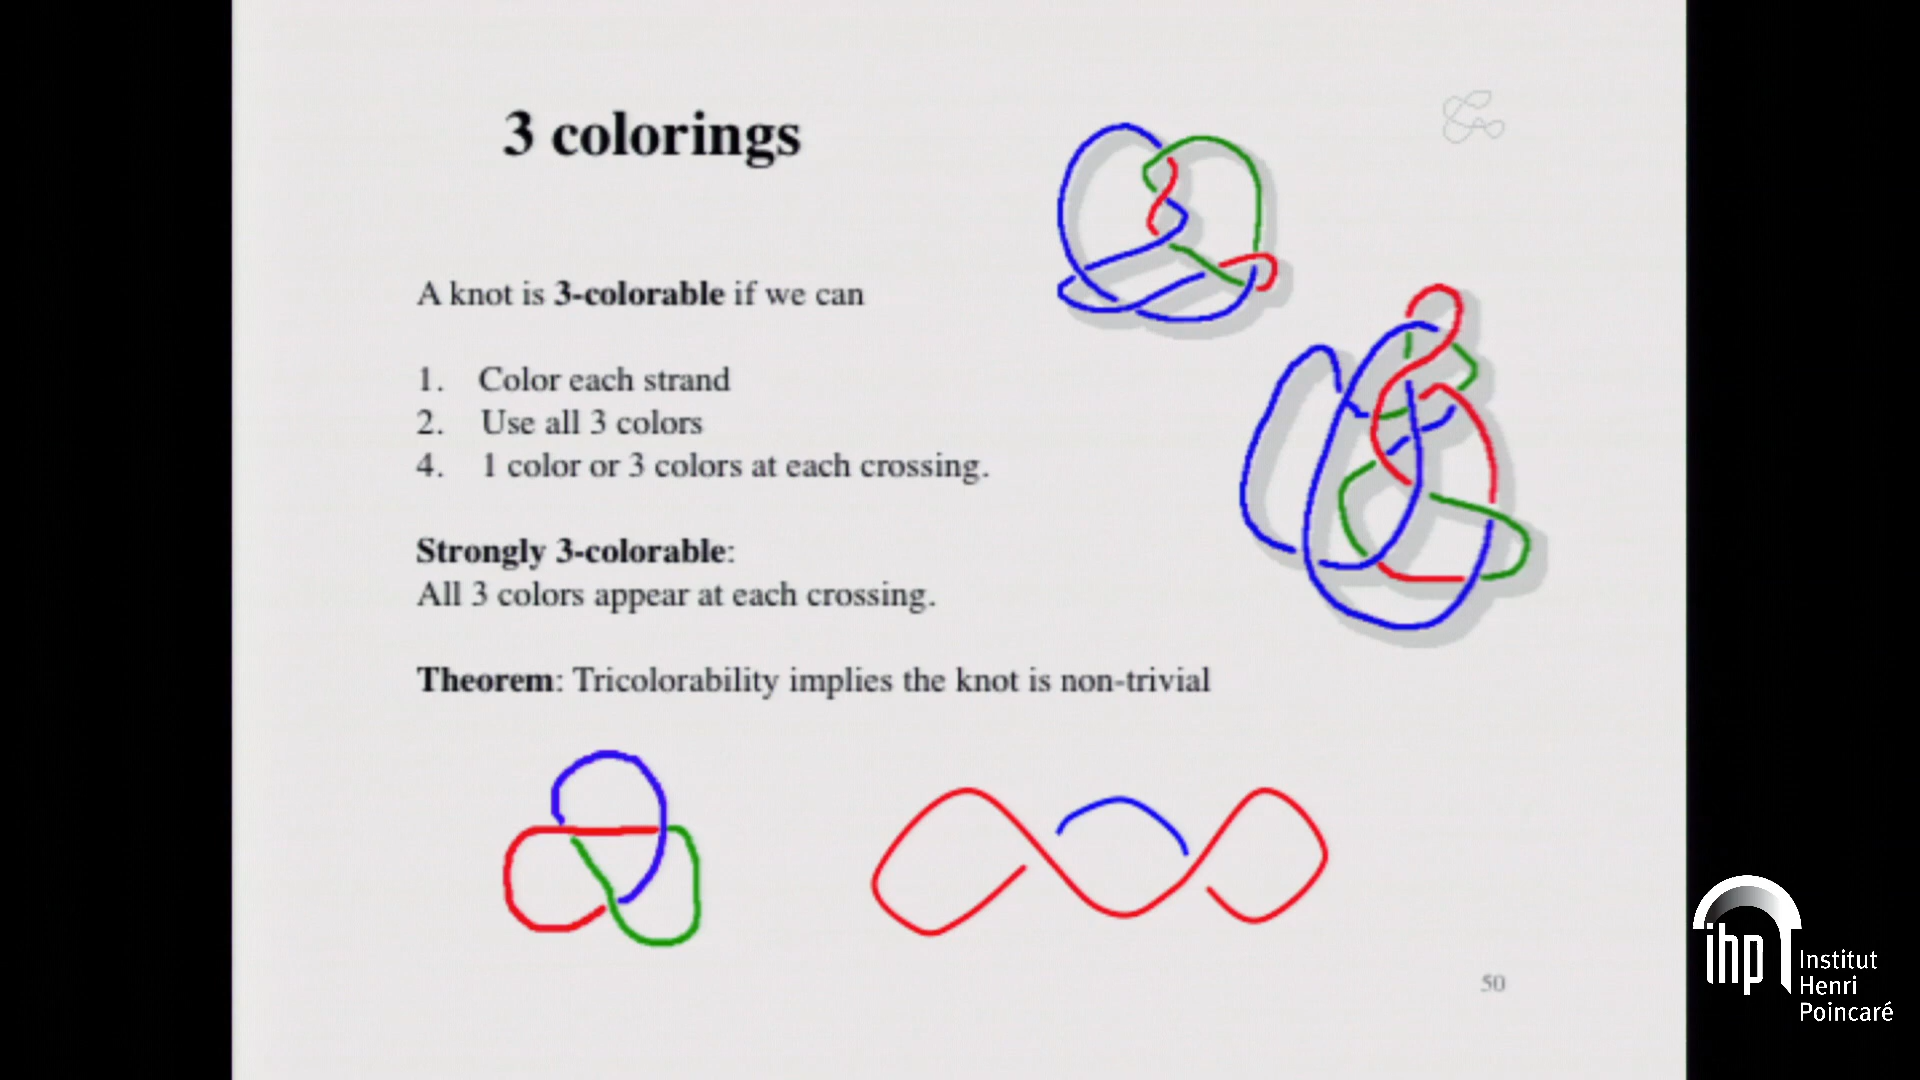 3 colorings
A knot is 3-colorable if we can
1. Color each strand
2. Use all 3 colors
4. 1 color or 3 colors at each crossing.
Strongly 3-colorable:
All 3 colors appear at each crossing.
Theorem: Tricolorability implies the knot is non-trivial
50
ihp
Institut
Henri
Poincaré